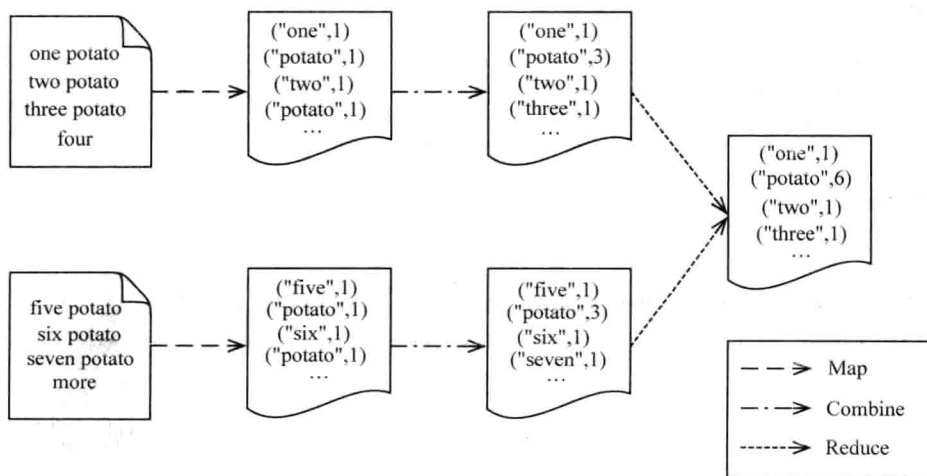 one potato
two potato
three potato
four
("one",1)
("potato",1)
("two",1)
("potato",1)
...
("one",1)
("potato",3)
("two",1)
("three",1)
...
("one",1)
("potato",6)
("two",1)
("three",1)
...
five potato
six potato
seven potato
more
("five",1)
("potato",1)
("six",1)
("potato",1)
...
("five",1)
("potato",3)
("six",1)
("seven",1)
...
Map
Combine
Reduce